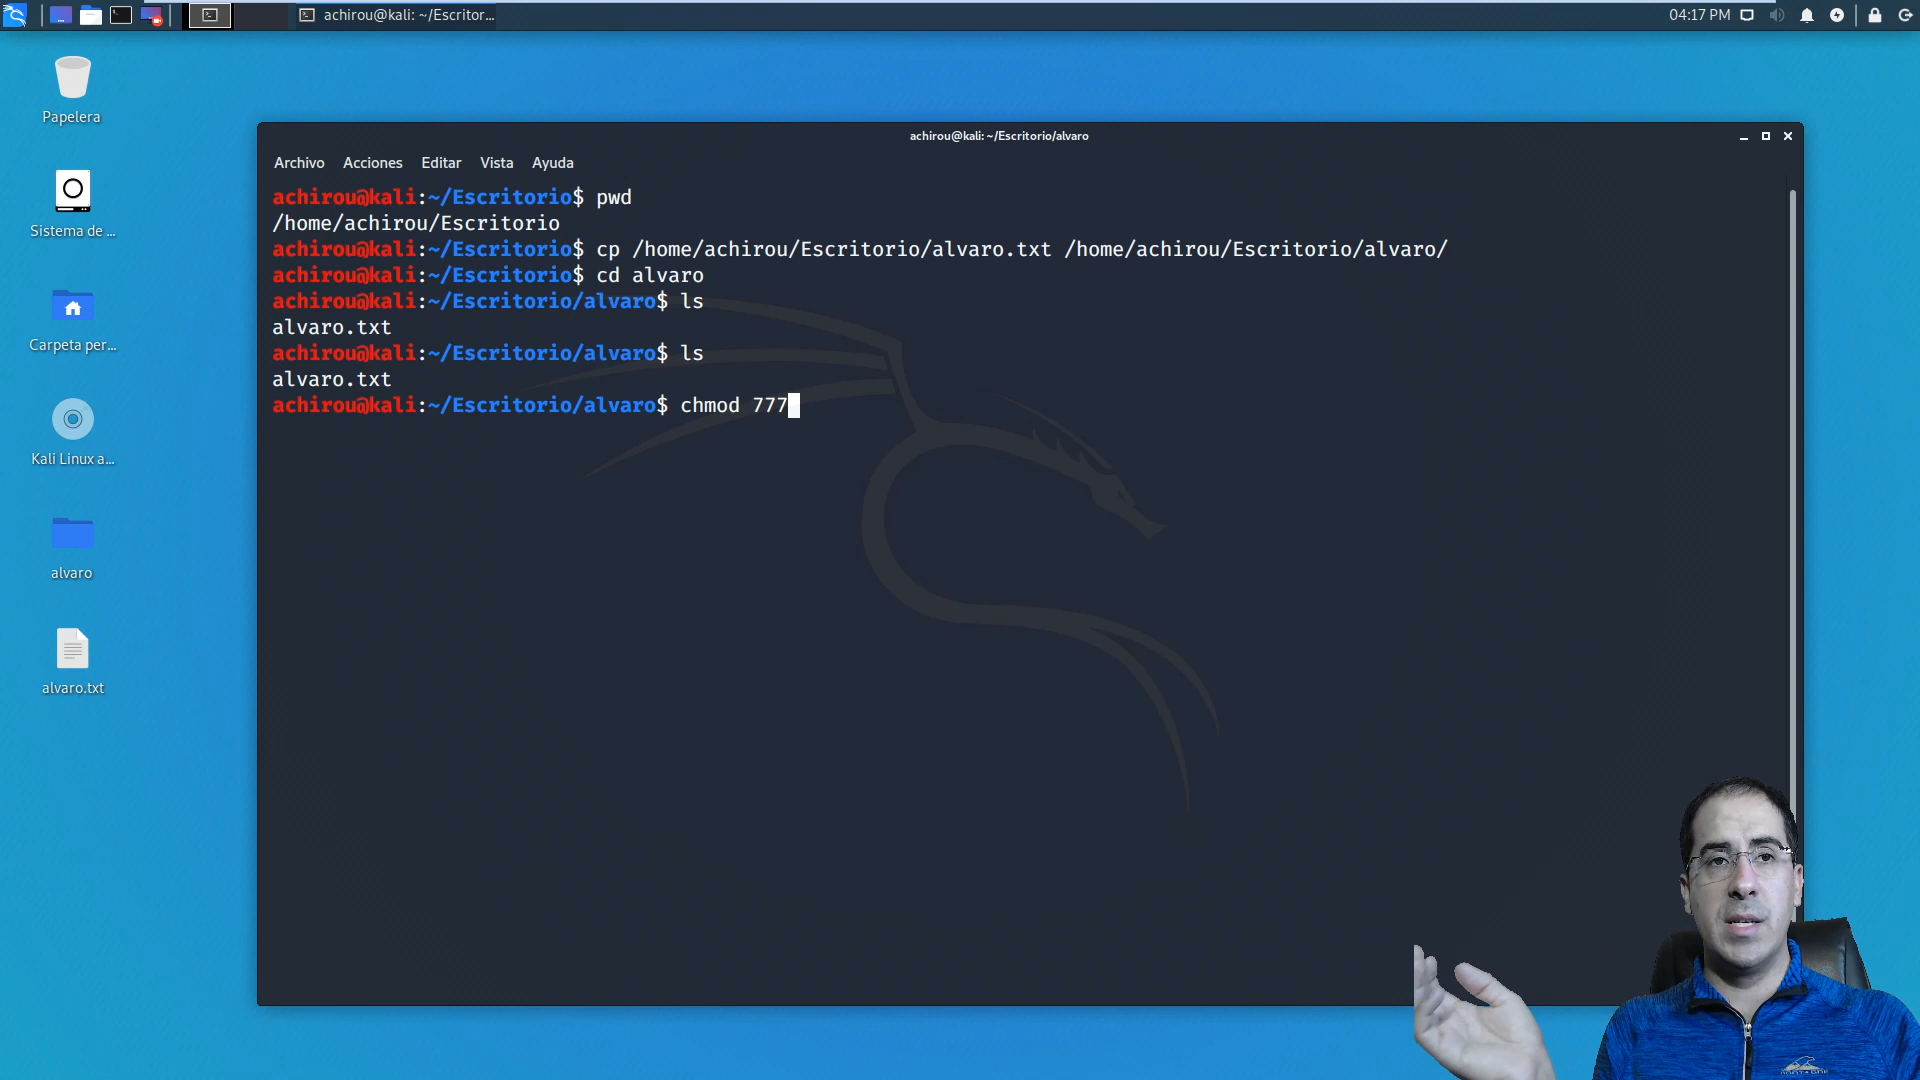 achirou@kali: ~/Escritor...
04:17 PM
Papelera
Sistema de ...
Carpeta per...
Kali Linux a...
alvaro
alvaro.txt
achirou@kali: ~/Escritorio/alvaro
Archivo Acciones Editar Vista Ayuda
achirou@kali:~/Escritorio$ pwd
/home/achirou/Escritorio
achirou@kali:~/Escritorio$ cp /home/achirou/Escritorio/alvaro.txt /home/achirou/Escritorio/alvaro/
achirou@kali:~/Escritorio$ cd alvaro
achirou@kali:~/Escritorio/alvaro$ ls
alvaro.txt
achirou@kali:~/Escritorio/alvaro$ ls
alvaro.txt
achirou@kali:~/Escritorio/alvaro$ chmod 777